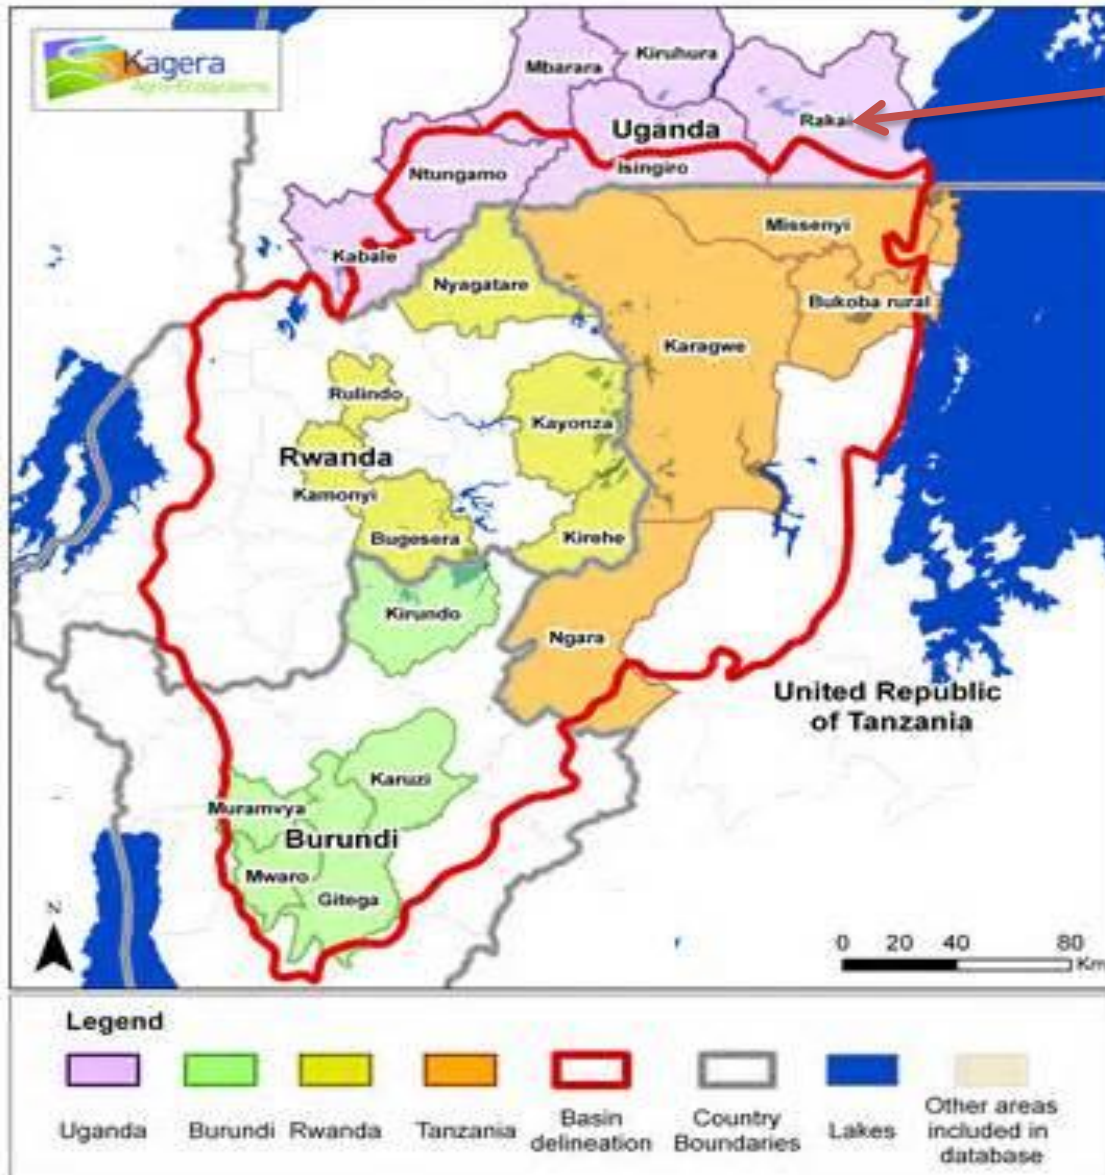 Kagera
Agro-Ecosystems
Mbarara
Kiruhura
Rakai
Uganda
Ntungamo
Isingiro
Missenyi
Kabale
Nyagatare
Bukoba rural
Karagwe
Rulindo
Kayonza
Rwanda
Kamonyi
Bugesera
Kirehe
Kirundo
Ngara
United Republic
of Tanzania
Karuzi
Muramvya
Burundi
Mwaro
Gitega
N
0 20 40 80
Km
Legend
Uganda
Burundi
Rwanda
Tanzania
Basin
delineation
Country
Boundaries
Lakes
Other areas
included in
database